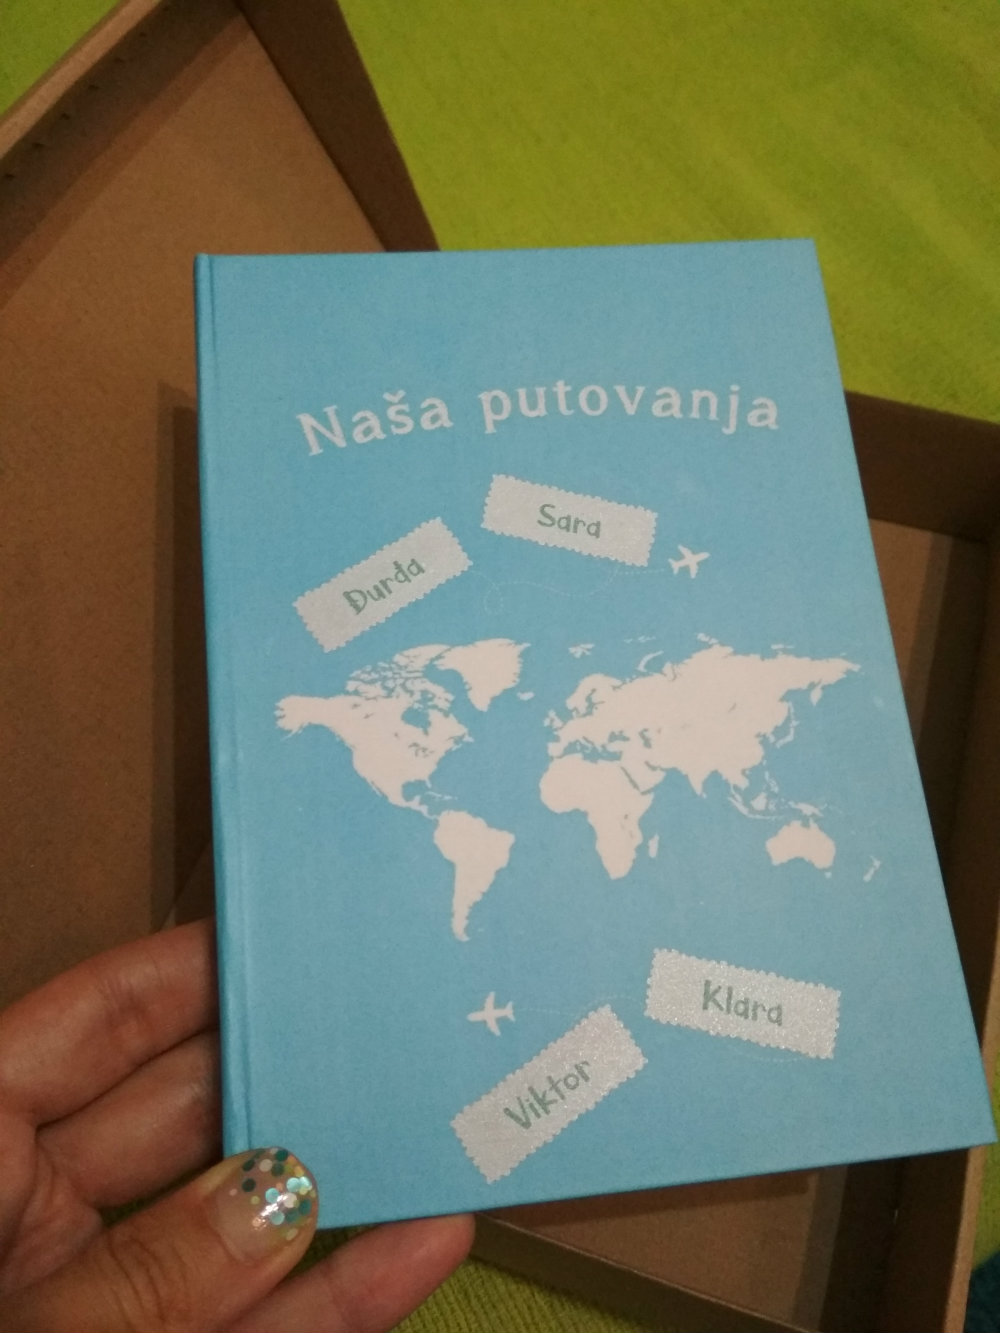 Naša putovanja
Sara
Đurđa
Klara
Viktor